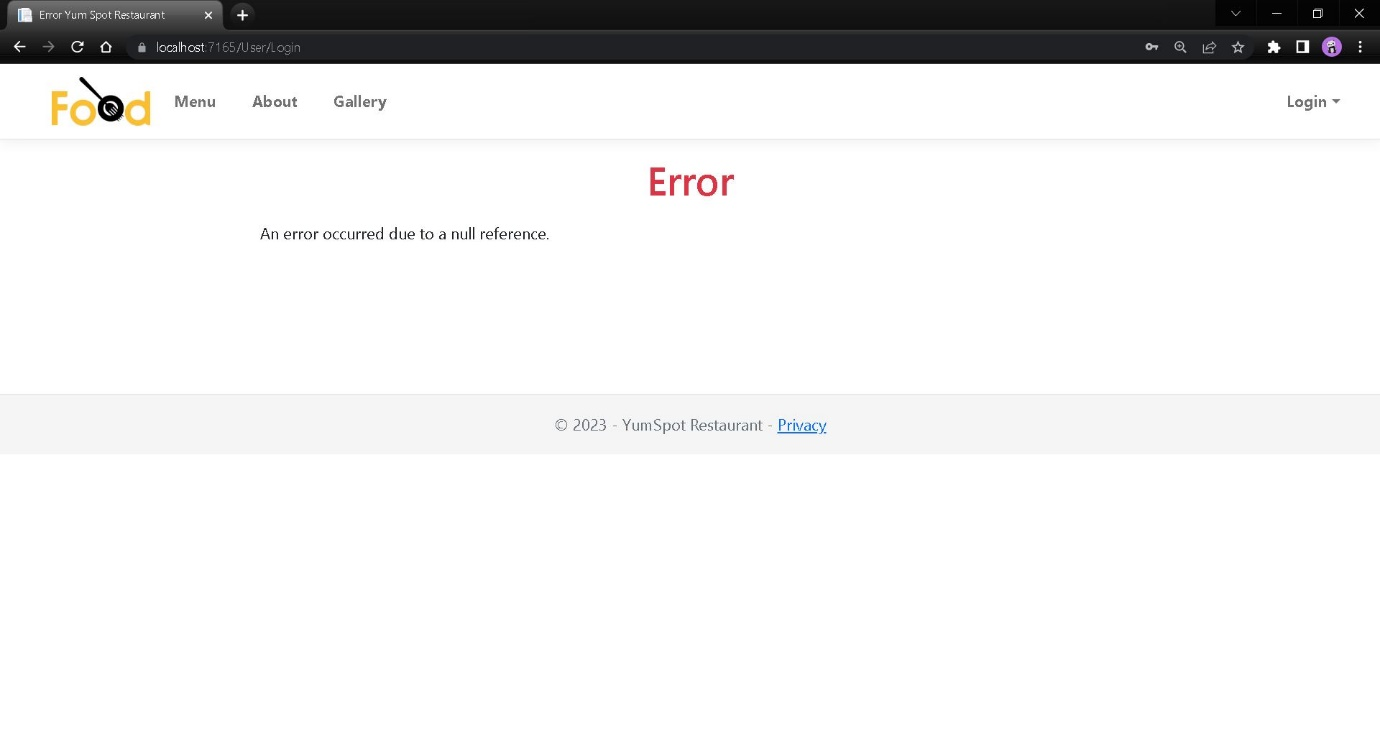 Error Yum Spot Restaurant
localhost:7165/User/Login
Food
Menu
About
Gallery
Login
Error
An error occurred due to a null reference.
© 2023 - YumSpot Restaurant - Privacy